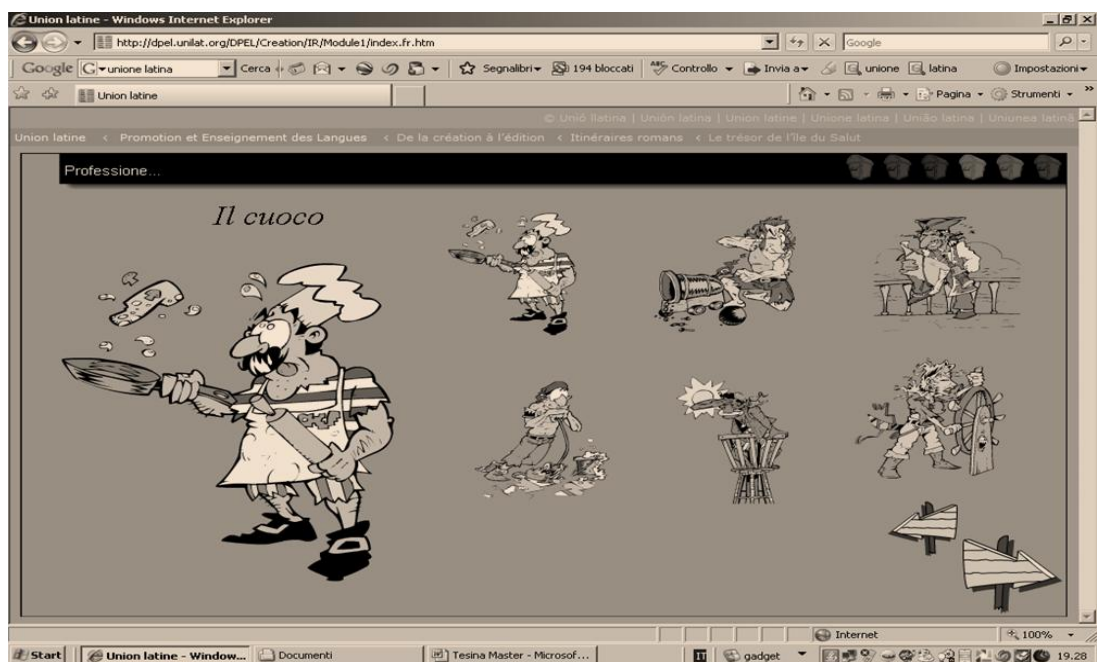 Union latine - Windows Internet Explorer
http://dpel.unilat.org/DPEL/Creation/IR/Module1/index.fr.htm
Google
Google G unione latina Cerca Segnalibri 194 bloccati ABC Controllo Invia a unione latina Impostazioni
Union latine Pagina Strumenti
© Unió llatina | Unión latina | Union latine | Unione latina | União latina | Uniunea latină
Union latine < Promotion et Enseignement des Langues < De la création à l'édition < Itinéraires romans < Le trésor de l'île du Salut
Professione...
Il cuoco
Internet 100%
Start Union latine - Window... Documenti Tesina Master - Microsof... IT gadget 19.28